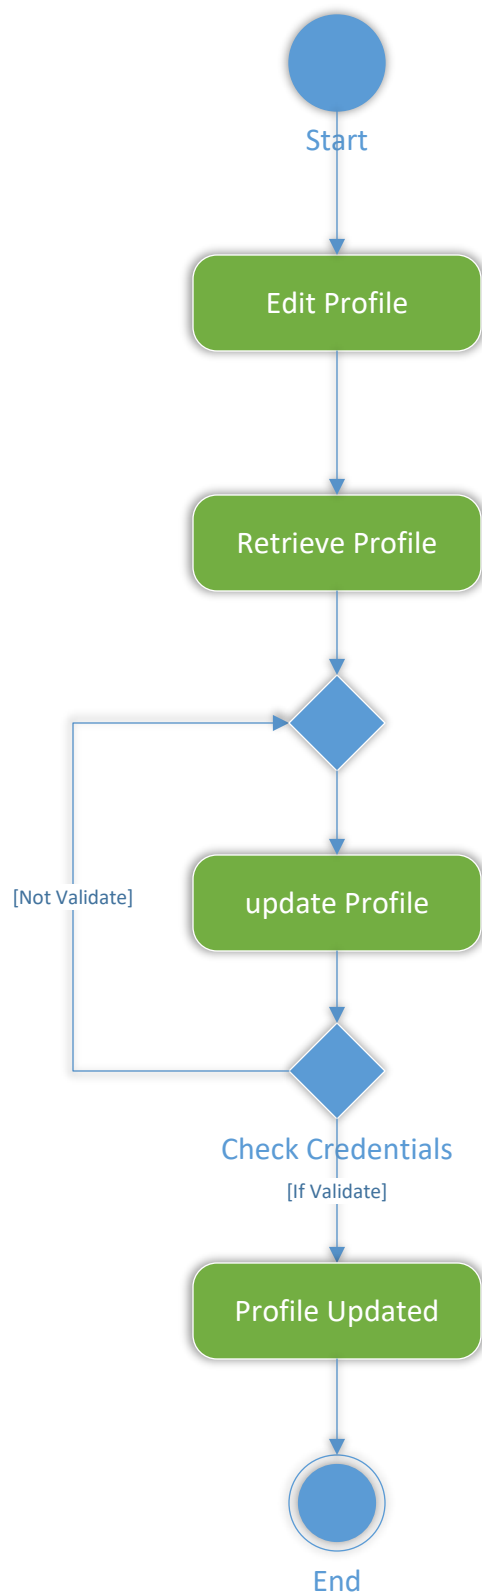 Start
Edit Profile
Retrieve Profile
[Not Validate]
update Profile
Check Credentials
[If Validate]
Profile Updated
End